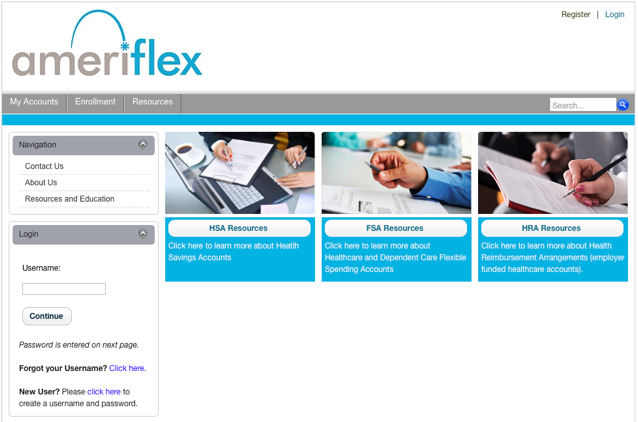 Register | Login
ameriflex
My Accounts
Enrollment
Resources
Search...
Navigation
Contact Us
About Us
Resources and Education
Login
Username:
Continue
Password is entered on next page.
Forgot your Username? Click here.
New User? Please click here to
create a username and password.
HSA Resources
Click here to learn more about Health
Savings Accounts
FSA Resources
Click here to learn more about
Healthcare and Dependent Care Flexible
Spending Accounts
HRA Resources
Click here to learn more about Health
Reimbursement Arrangements (employer
funded healthcare accounts).